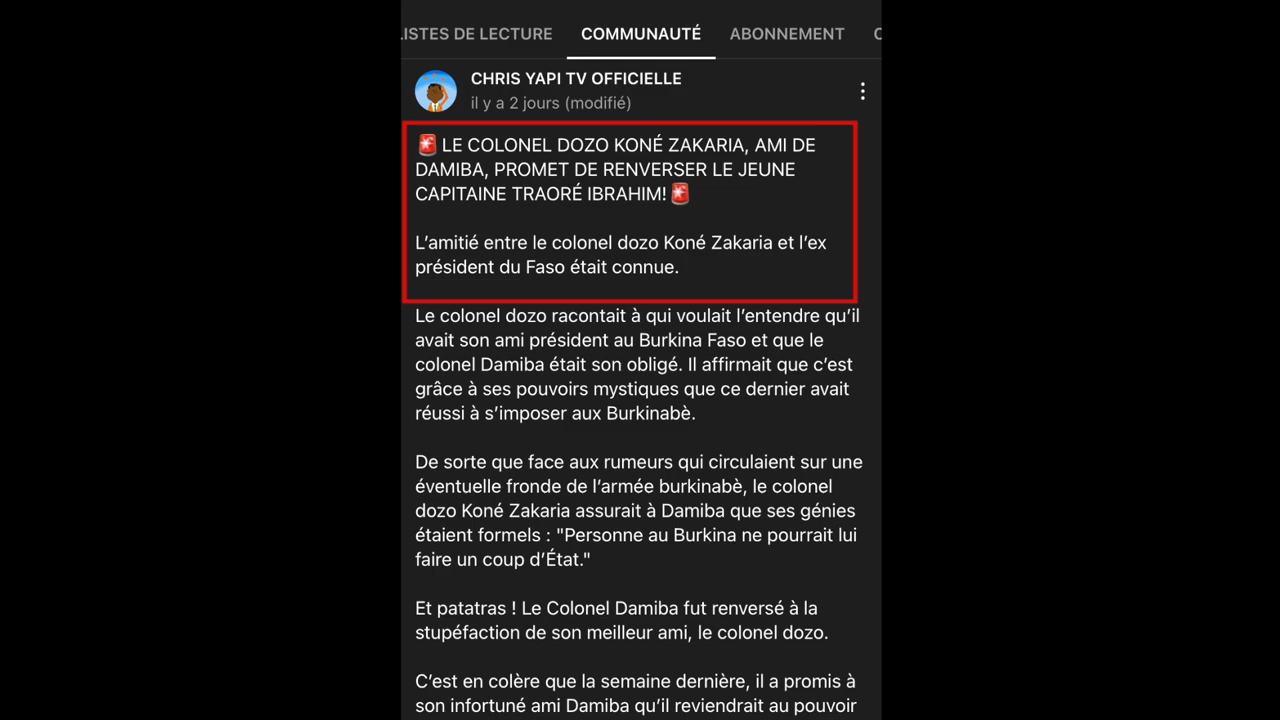 LISTES DE LECTURE COMMUNAUTÉ ABONNEMENT C
CHRIS YAPI TV OFFICIELLE
il y a 2 jours (modifié)
🚨LE COLONEL DOZO KONÉ ZAKARIA, AMI DE
DAMIBA, PROMET DE RENVERSER LE JEUNE
CAPITAINE TRAORÉ IBRAHIM!🚨
L’amitié entre le colonel dozo Koné Zakaria et l’ex
président du Faso était connue.
Le colonel dozo racontait à qui voulait l’entendre qu’il
avait son ami président au Burkina Faso et que le
colonel Damiba était son obligé. Il affirmait que c’est
grâce à ses pouvoirs mystiques que ce dernier avait
réussi à s’imposer aux Burkinabè.
De sorte que face aux rumeurs qui circulaient sur une
éventuelle fronde de l’armée burkinabè, le colonel
dozo Koné Zakaria assurait à Damiba que ses génies
étaient formels : "Personne au Burkina ne pourrait lui
faire un coup d’État."
Et patatras ! Le Colonel Damiba fut renversé à la
stupéfaction de son meilleur ami, le colonel dozo.
C’est en colère que la semaine dernière, il a promis à
son infortuné ami Damiba qu’il reviendrait au pouvoir